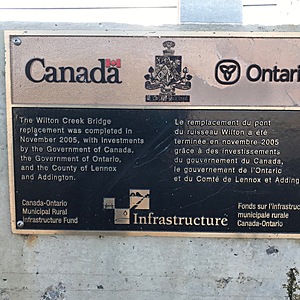 Canada
Ontari
The Wilton Creek Bridge
replacement was completed in
November 2005, with investments
by the Government of Canada,
the Government of Ontario,
and the County of Lennox
and Addington.
Le remplacement du pont
du ruisseau Wilton a été
terminée en novembre 2005
grâce à des investissements
du gouvernement du Canada,
le gouvernement de l'Ontario
et du Comté de Lennox et Adding
Canada-Ontario
Municipal Rural
Infrastructure Fund
Infrastructure
Fonds sur l'infrastruct
municipale rurale
Canada-Ontario